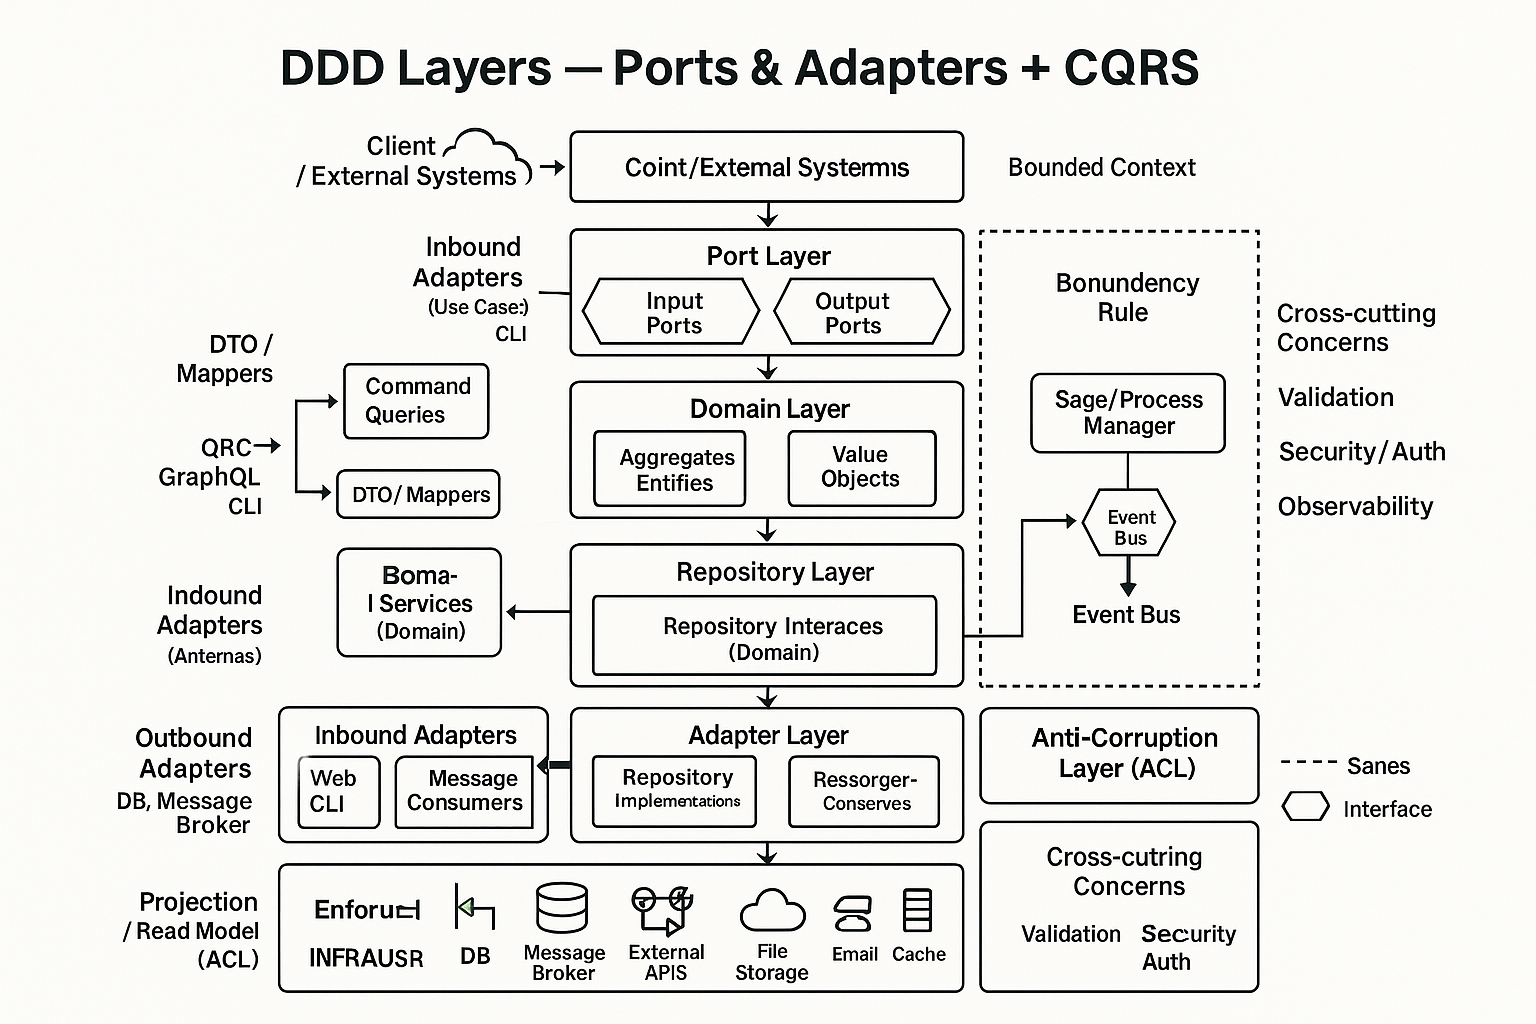 DDD Layers — Ports & Adapters + CQRS
Client
/ External Systems
Coint/Extemal Systermıs
Bounded Context
Inbound
Adapters
(Use Case:)
CLI
Port Layer
Input
Ports
Output
Ports
Bonundency
Rule
Cross-cutting
Concerns
Validation
Security/Auth
Observability
DTO /
Mappers
Command
Queries
QRC
GraphQL
CLI
DTO/ Mappers
Domain Layer
Aggregates
Entifies
Value
Objects
Sage/Process
Manager
Event
Bus
Event Bus
Indound
Adapters
(Anternas)
Boma-
l Services
(Domain)
Repository Layer
Repository Interaces
(Domain)
Outbound
Adapters
DB, Message
Broker
Inbound Adapters
Web
CLI
Message
Consumers
Adapter Layer
Repository
Implementations
Ressorger-
Conserves
Anti-Corruption
Layer (ACL)
Sanes
Interface
Projection
/ Read Model
(ACL)
INFRAUSR
DB
Message
Broker
External
APIS
File
Storage
Email
Cache
Cross-cutring
Concerns
Validation
Security
Auth